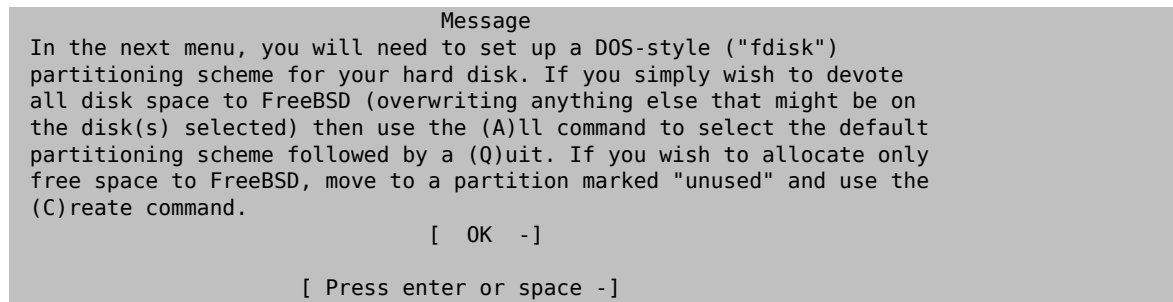 Message
In the next menu, you will need to set up a DOS-style ("fdisk")
partitioning scheme for your hard disk. If you simply wish to devote
all disk space to FreeBSD (overwriting anything else that might be on
the disk(s) selected) then use the (A)ll command to select the default
partitioning scheme followed by a (Q)uit. If you wish to allocate only
free space to FreeBSD, move to a partition marked "unused" and use the
(C)reate command.
[  OK  -]
[ Press enter or space -]